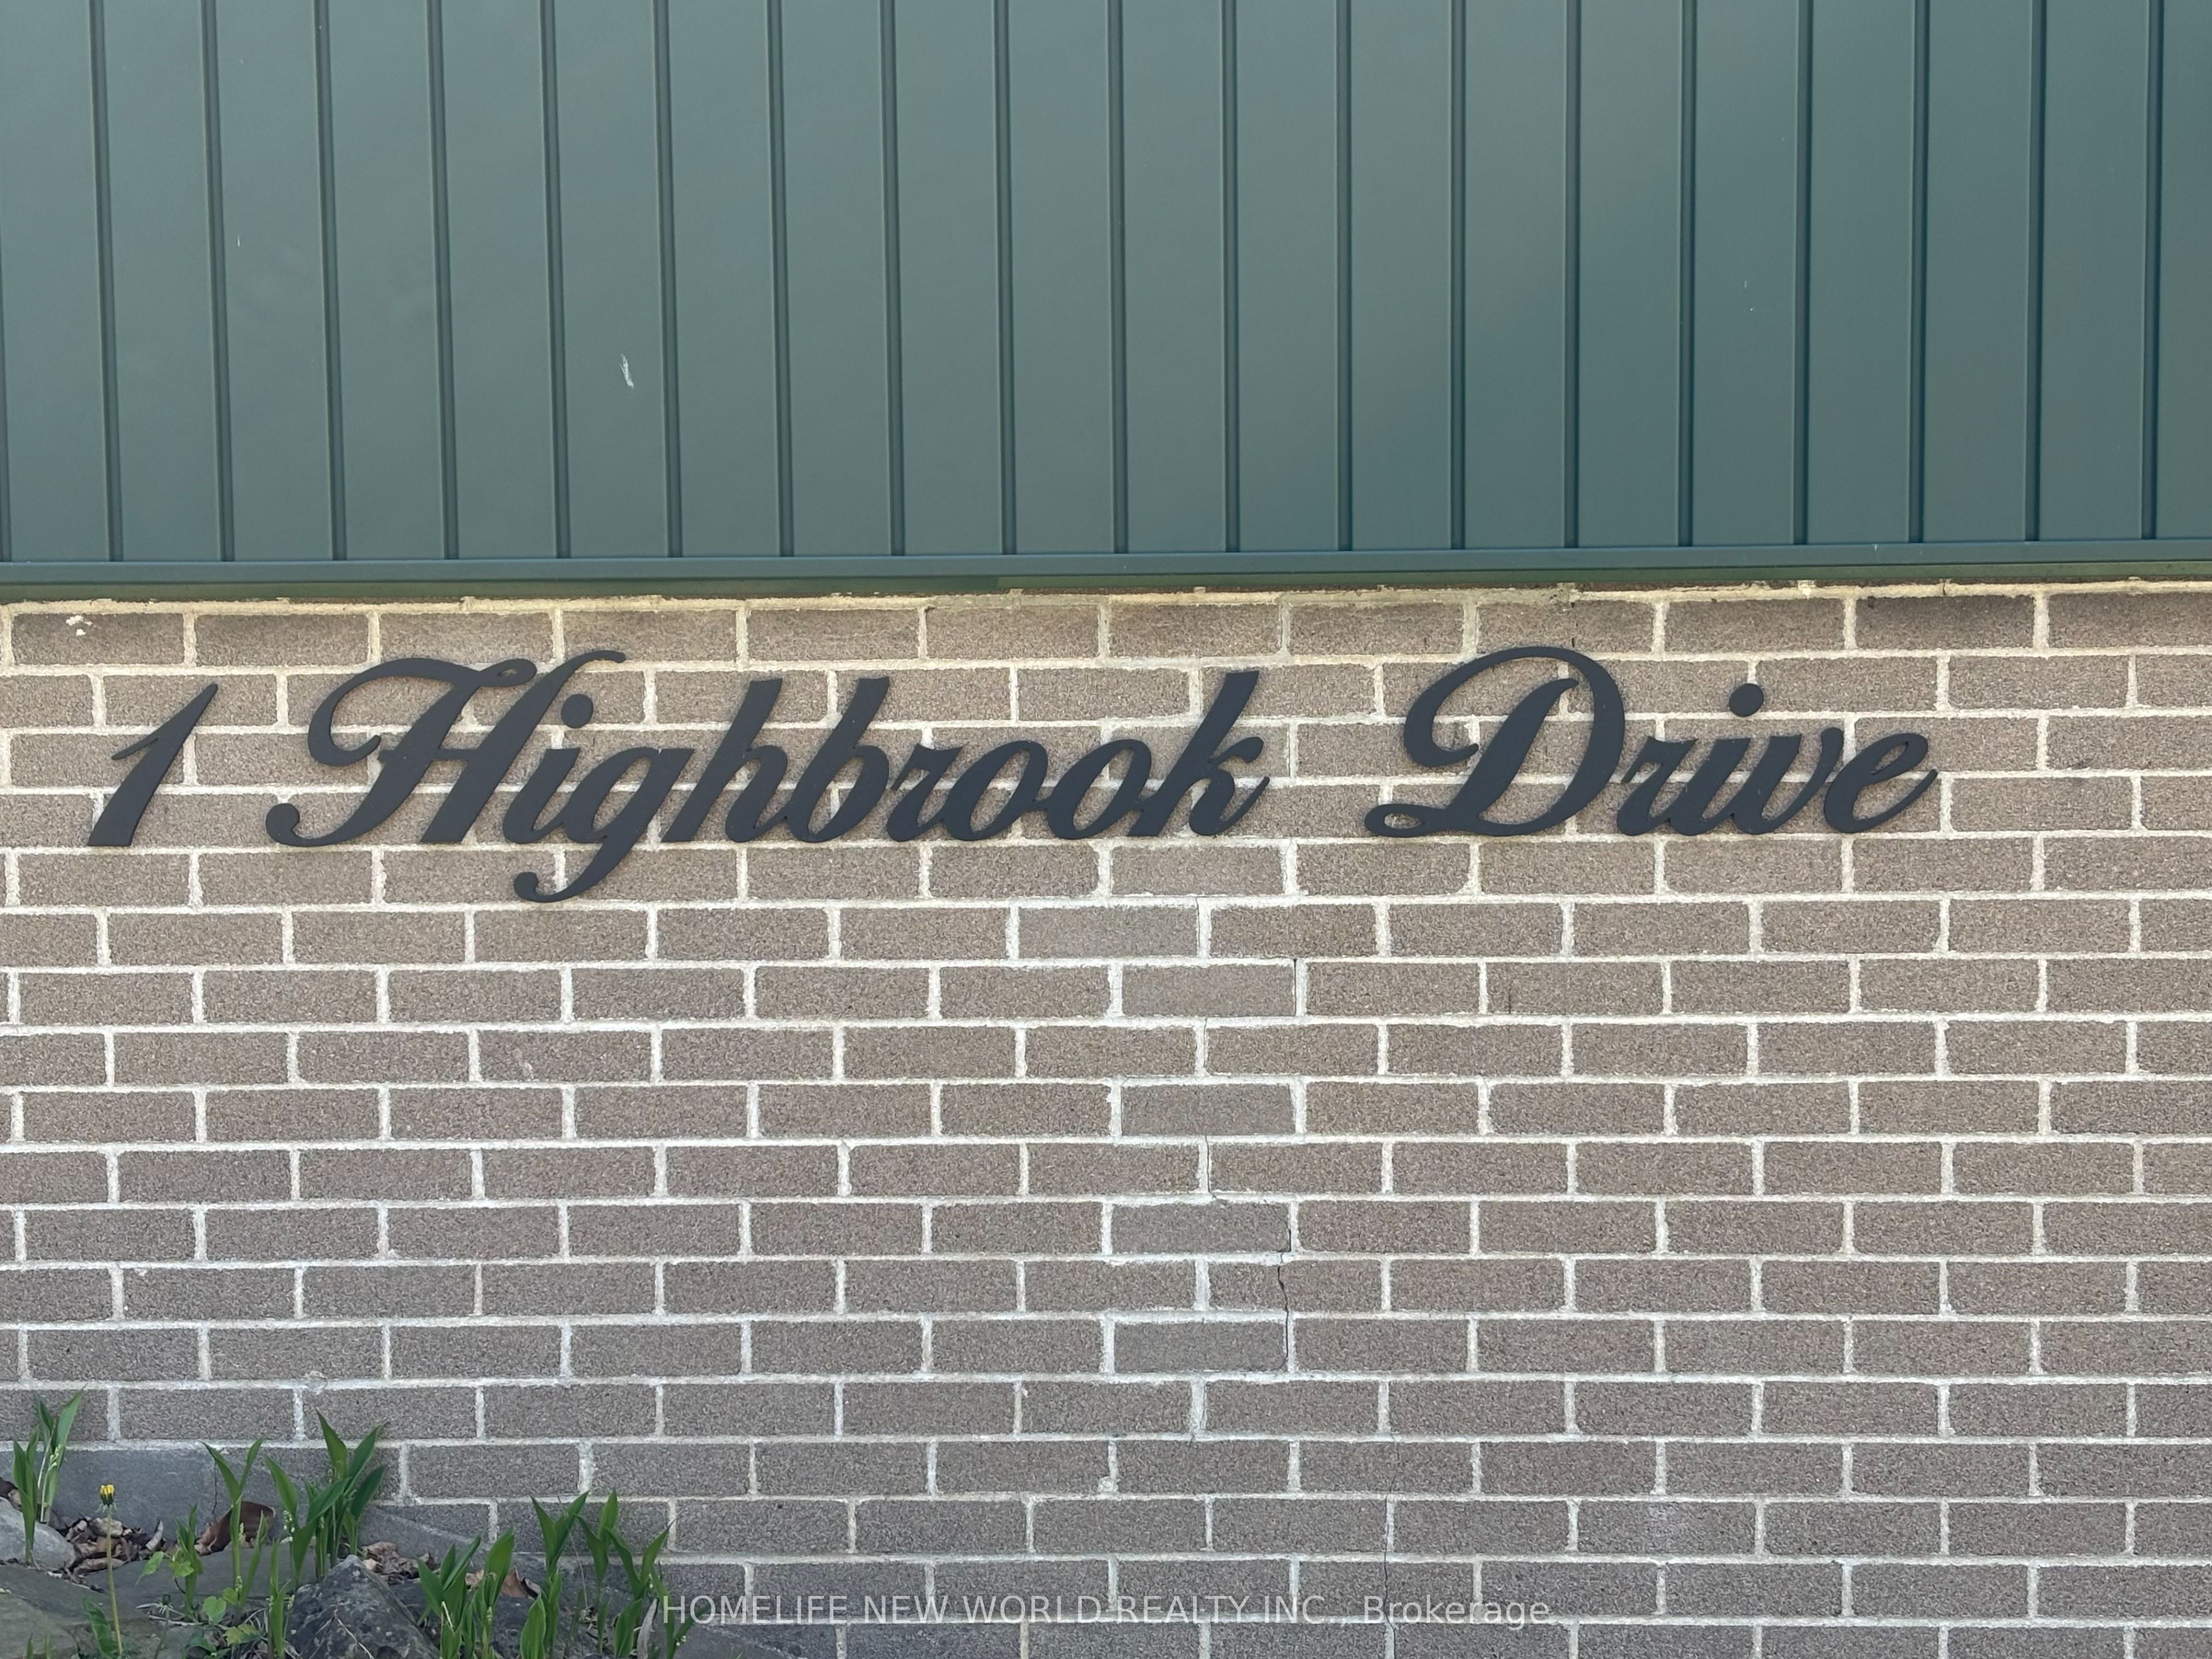 1 Highbrook Drive
HOMELIFE NEW WORLD REALTY INC., Brokerage